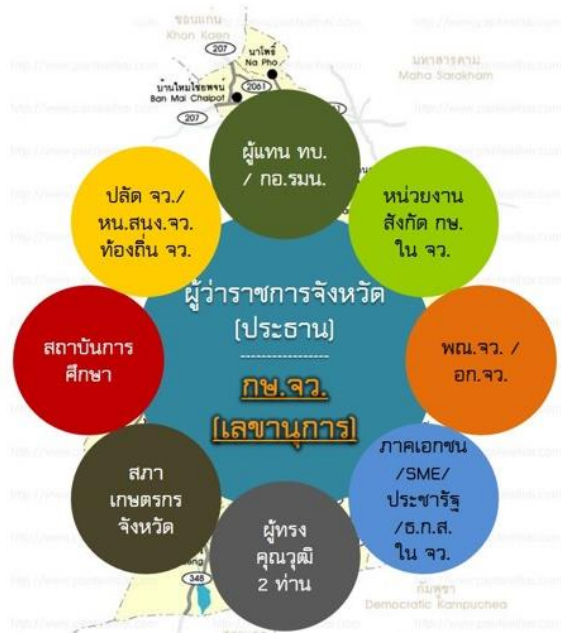 ขอนแก่น
Khon Kaen
207
นาโพธิ์
Na Pho
มหาสารคาม
Maha Sarakham
บ้านใหม่ไชยพจน์
Ban Mai Chaipot
2061
207
ผู้แทน ทบ.
/ กอ.รมน.
ปลัด จว./
หน.สนง.จว.
ท้องถิ่น จว.
หน่วยงาน
สังกัด กษ.
ใน จว.
ผู้ว่าราชการจังหวัด
(ประธาน)
-----------------
กษ.จว.
(เลขานุการ)
สถาบันการ
ศึกษา
พณ.จว. /
อก.จว.
สภา
เกษตรกร
จังหวัด
ภาคเอกชน
/SME/
ประชารัฐ
/ธ.ก.ส.
ใน จว.
ผู้ทรง
คุณวุฒิ
2 ท่าน
348
กัมพูชา
Democratic Kampuchea